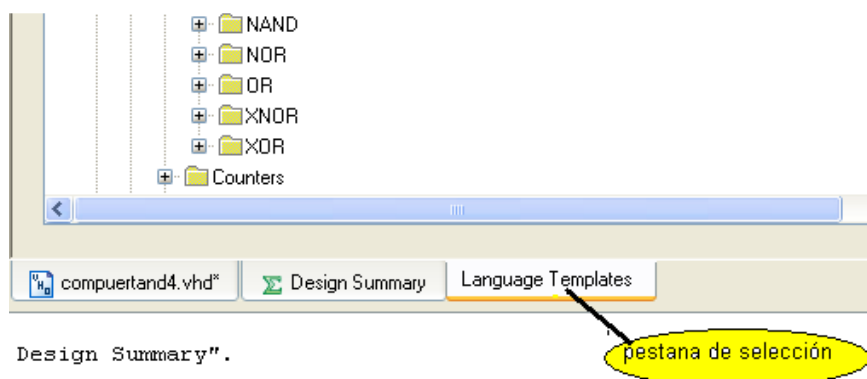 NAND
NOR
OR
XNOR
XOR
Counters
compuertand4.vhd* Design Summary Language Templates
Design Summary". pestana de selección